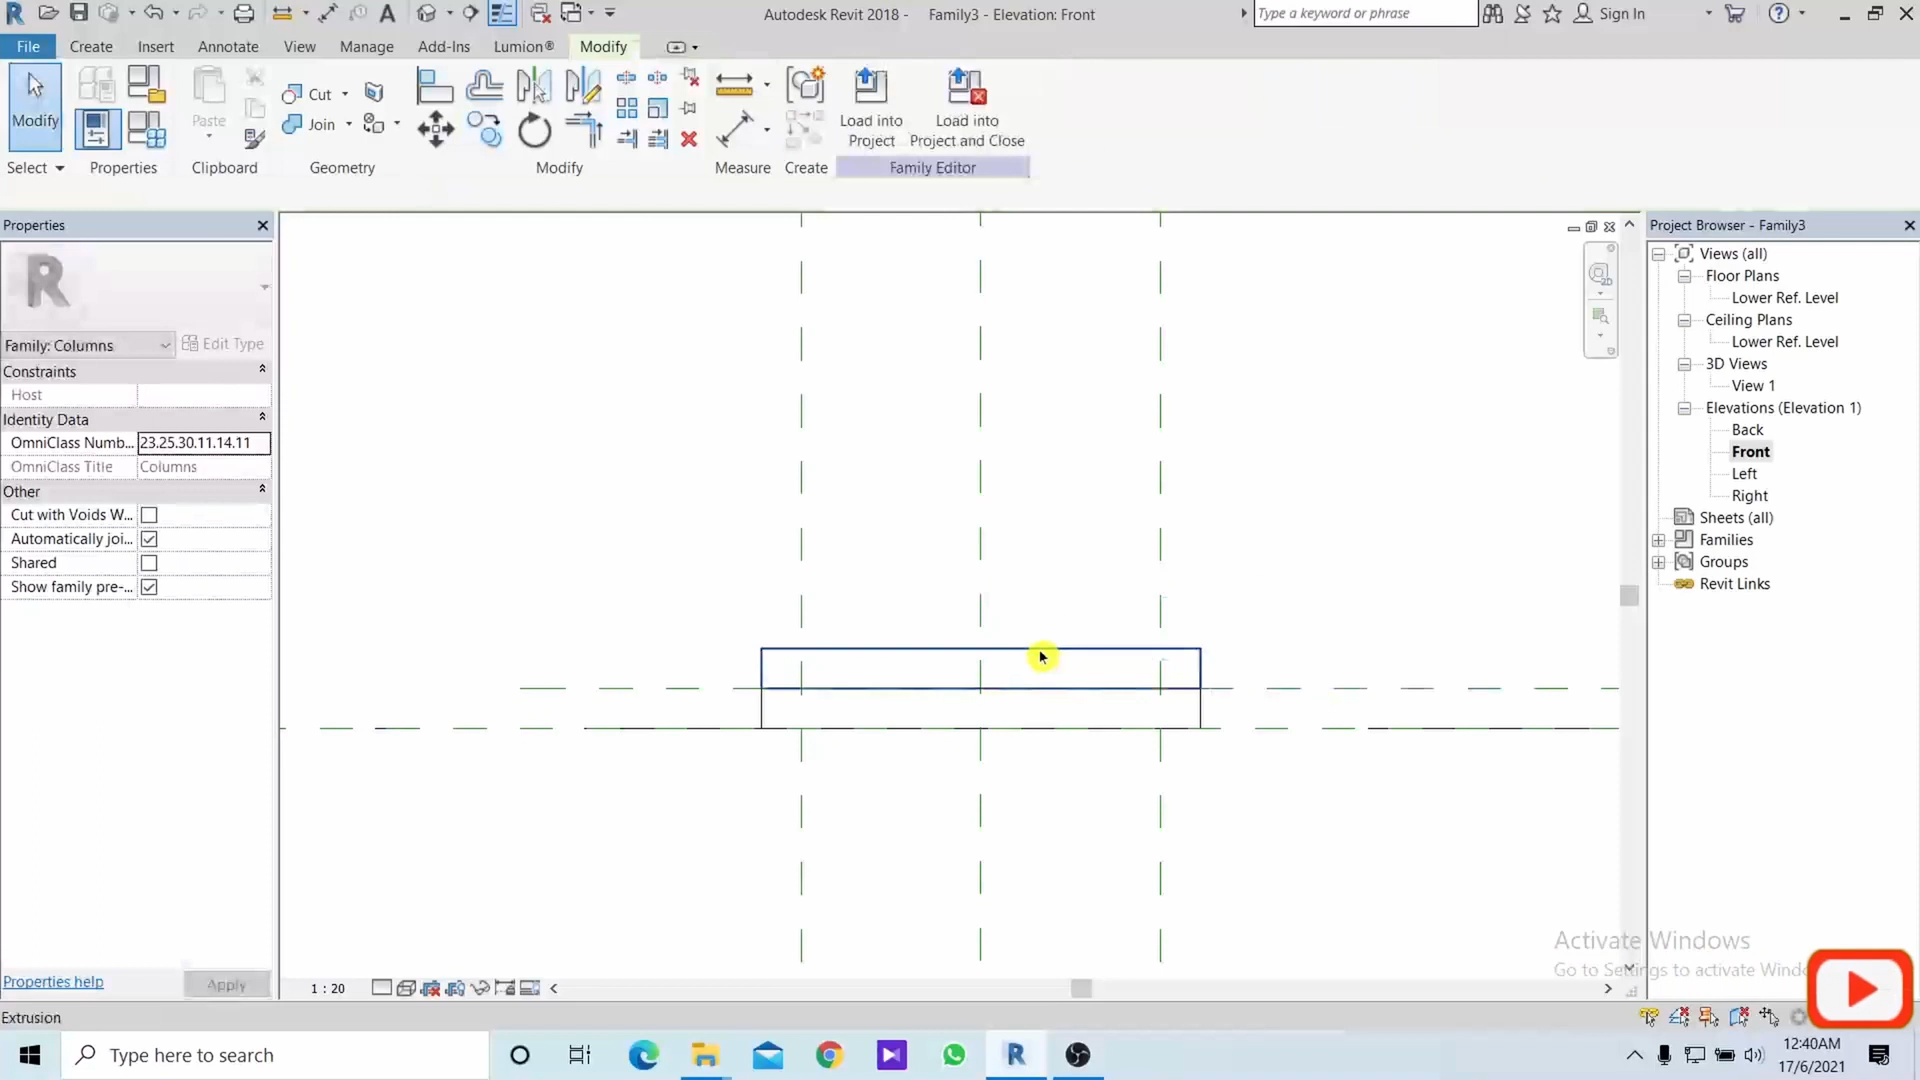 Autodesk Revit 2018 -    Family3 - Elevation: Front
Type a keyword or phrase
Sign In
File
Create
Insert
Annotate
View
Manage
Add-Ins
Lumion®
Modify
Modify
Paste
Cut
Join
Load into
Project
Load into
Project and Close
Select
Properties
Clipboard
Geometry
Modify
Measure
Create
Family Editor
Properties
Family: Columns
Edit Type
Constraints
Host
Identity Data
OmniClass Numb... 23.25.30.11.14.11
OmniClass Title Columns
Other
Cut with Voids W...
Automatically joi...
Shared
Show family pre-...
Properties help
Apply
1 : 20
Project Browser - Family3
Views (all)
Floor Plans
Lower Ref. Level
Ceiling Plans
Lower Ref. Level
3D Views
View 1
Elevations (Elevation 1)
Back
Front
Left
Right
Sheets (all)
Families
Groups
Revit Links
Activate Windows
Go to Settings to activate Wind
Extrusion
Type here to search
12:40AM
17/6/2021